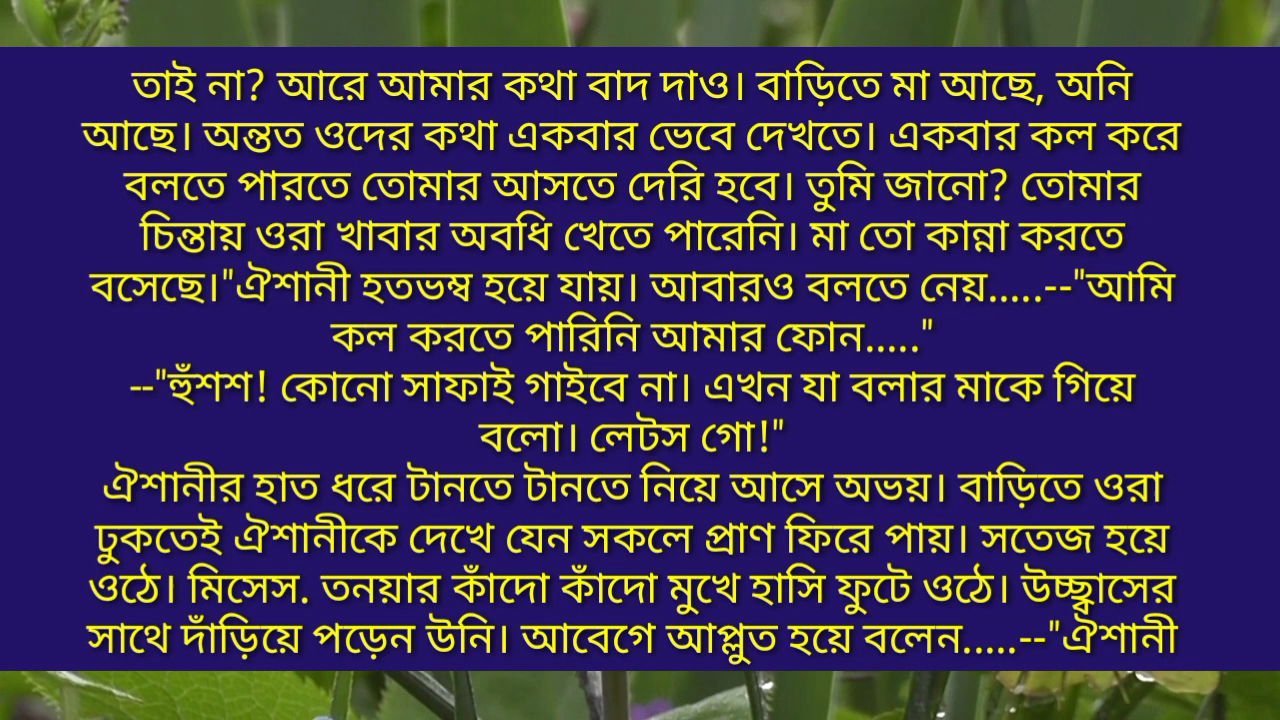 তাই না? আরে আমার কথা বাদ দাও। বাড়িতে মা আছে, অনি
আছে। অন্তত ওদের কথা একবার ভেবে দেখতে। একবার কল করে
বলতে পারতে তোমার আসতে দেরি হবে। তুমি জানো? তোমার
চিন্তায় ওরা খাবার অবধি খেতে পারেনি। মা তো কান্না করতে
বসেছে।"ঐশানী হতভম্ব হয়ে যায়। আবারও বলতে নেয়.....--"আমি
কল করতে পারিনি আমার ফোন....."
--"হুঁশশ! কোনো সাফাই গাইবে না। এখন যা বলার মাকে গিয়ে
বলো। লেটস গো!"
ঐশানীর হাত ধরে টানতে টানতে নিয়ে আসে অভয়। বাড়িতে ওরা
ঢুকতেই ঐশানীকে দেখে যেন সকলে প্রাণ ফিরে পায়। সতেজ হয়ে
ওঠে। মিসেস. তনয়ার কাঁদো কাঁদো মুখে হাসি ফুটে ওঠে। উচ্ছ্বাসের
সাথে দাঁড়িয়ে পড়েন উনি। আবেগে আপ্লুত হয়ে বলেন.....--"ঐশানী